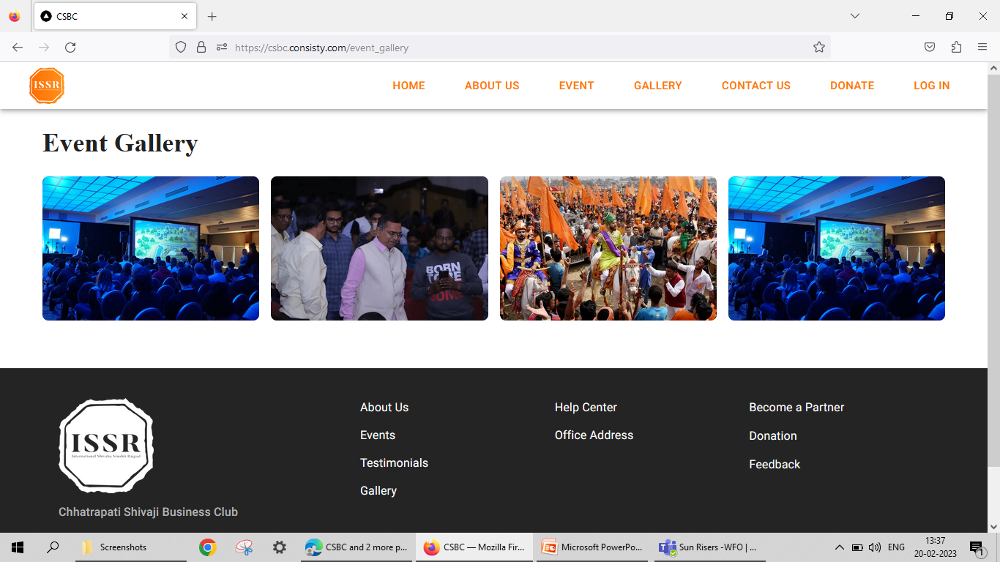 CSBC
https://csbc.consisty.com/event_gallery
ISSR
HOME
ABOUT US
EVENT
GALLERY
CONTACT US
DONATE
LOG IN
Event Gallery
BORN
TO BE
SOME
ISSR
International Shivaba Srushti Rajgad
Chhatrapati Shivaji Business Club
About Us
Events
Testimonials
Gallery
Help Center
Office Address
Become a Partner
Donation
Feedback
Screenshots
CSBC and 2 more p...
CSBC — Mozilla Fir...
Microsoft PowerPo...
Sun Risers -WFO | ...
ENG
13:37
20-02-2023
1